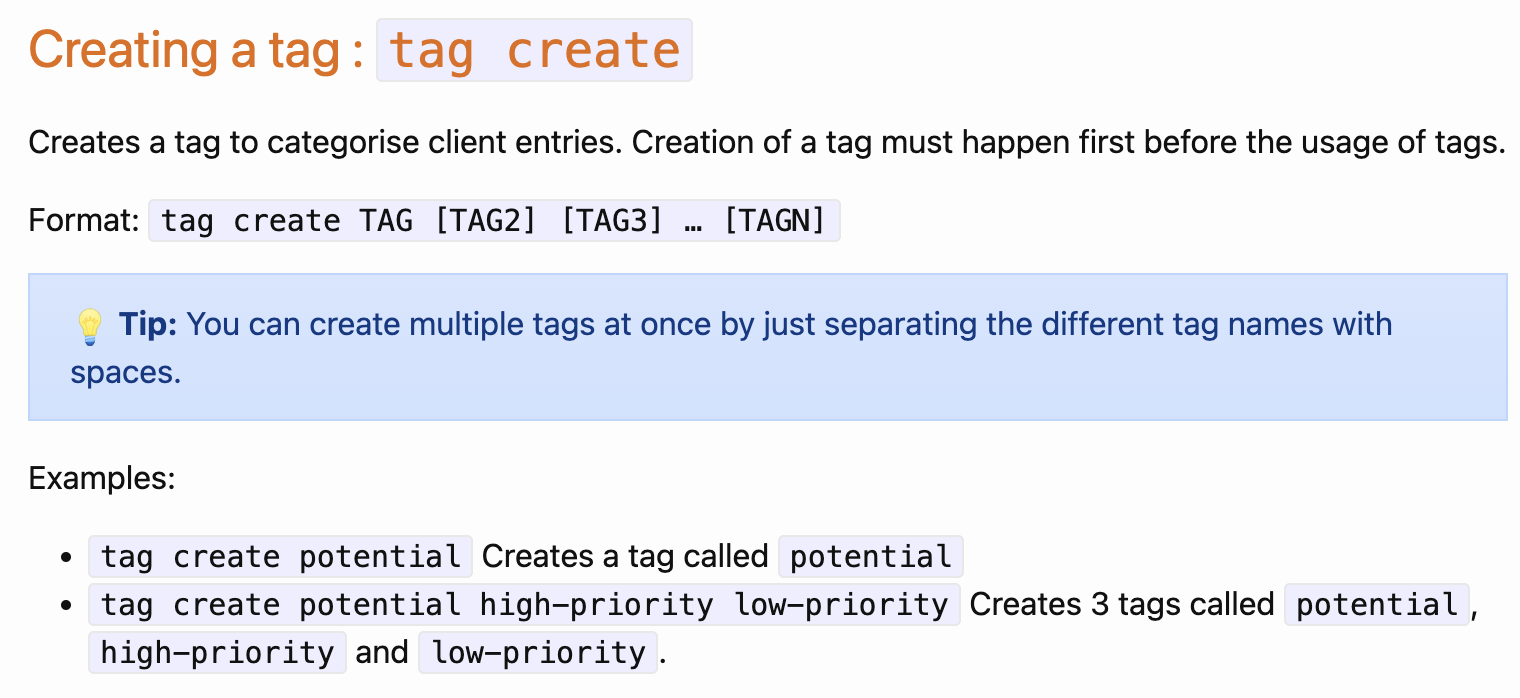 Creating a tag : tag create
Creates a tag to categorise client entries. Creation of a tag must happen first before the usage of tags.
Format: tag create TAG [TAG2] [TAG3] … [TAGN]
💡 Tip: You can create multiple tags at once by just separating the different tag names with
spaces.
Examples:
• tag create potential Creates a tag called potential
• tag create potential high-priority low-priority Creates 3 tags called potential,
high-priority and low-priority.